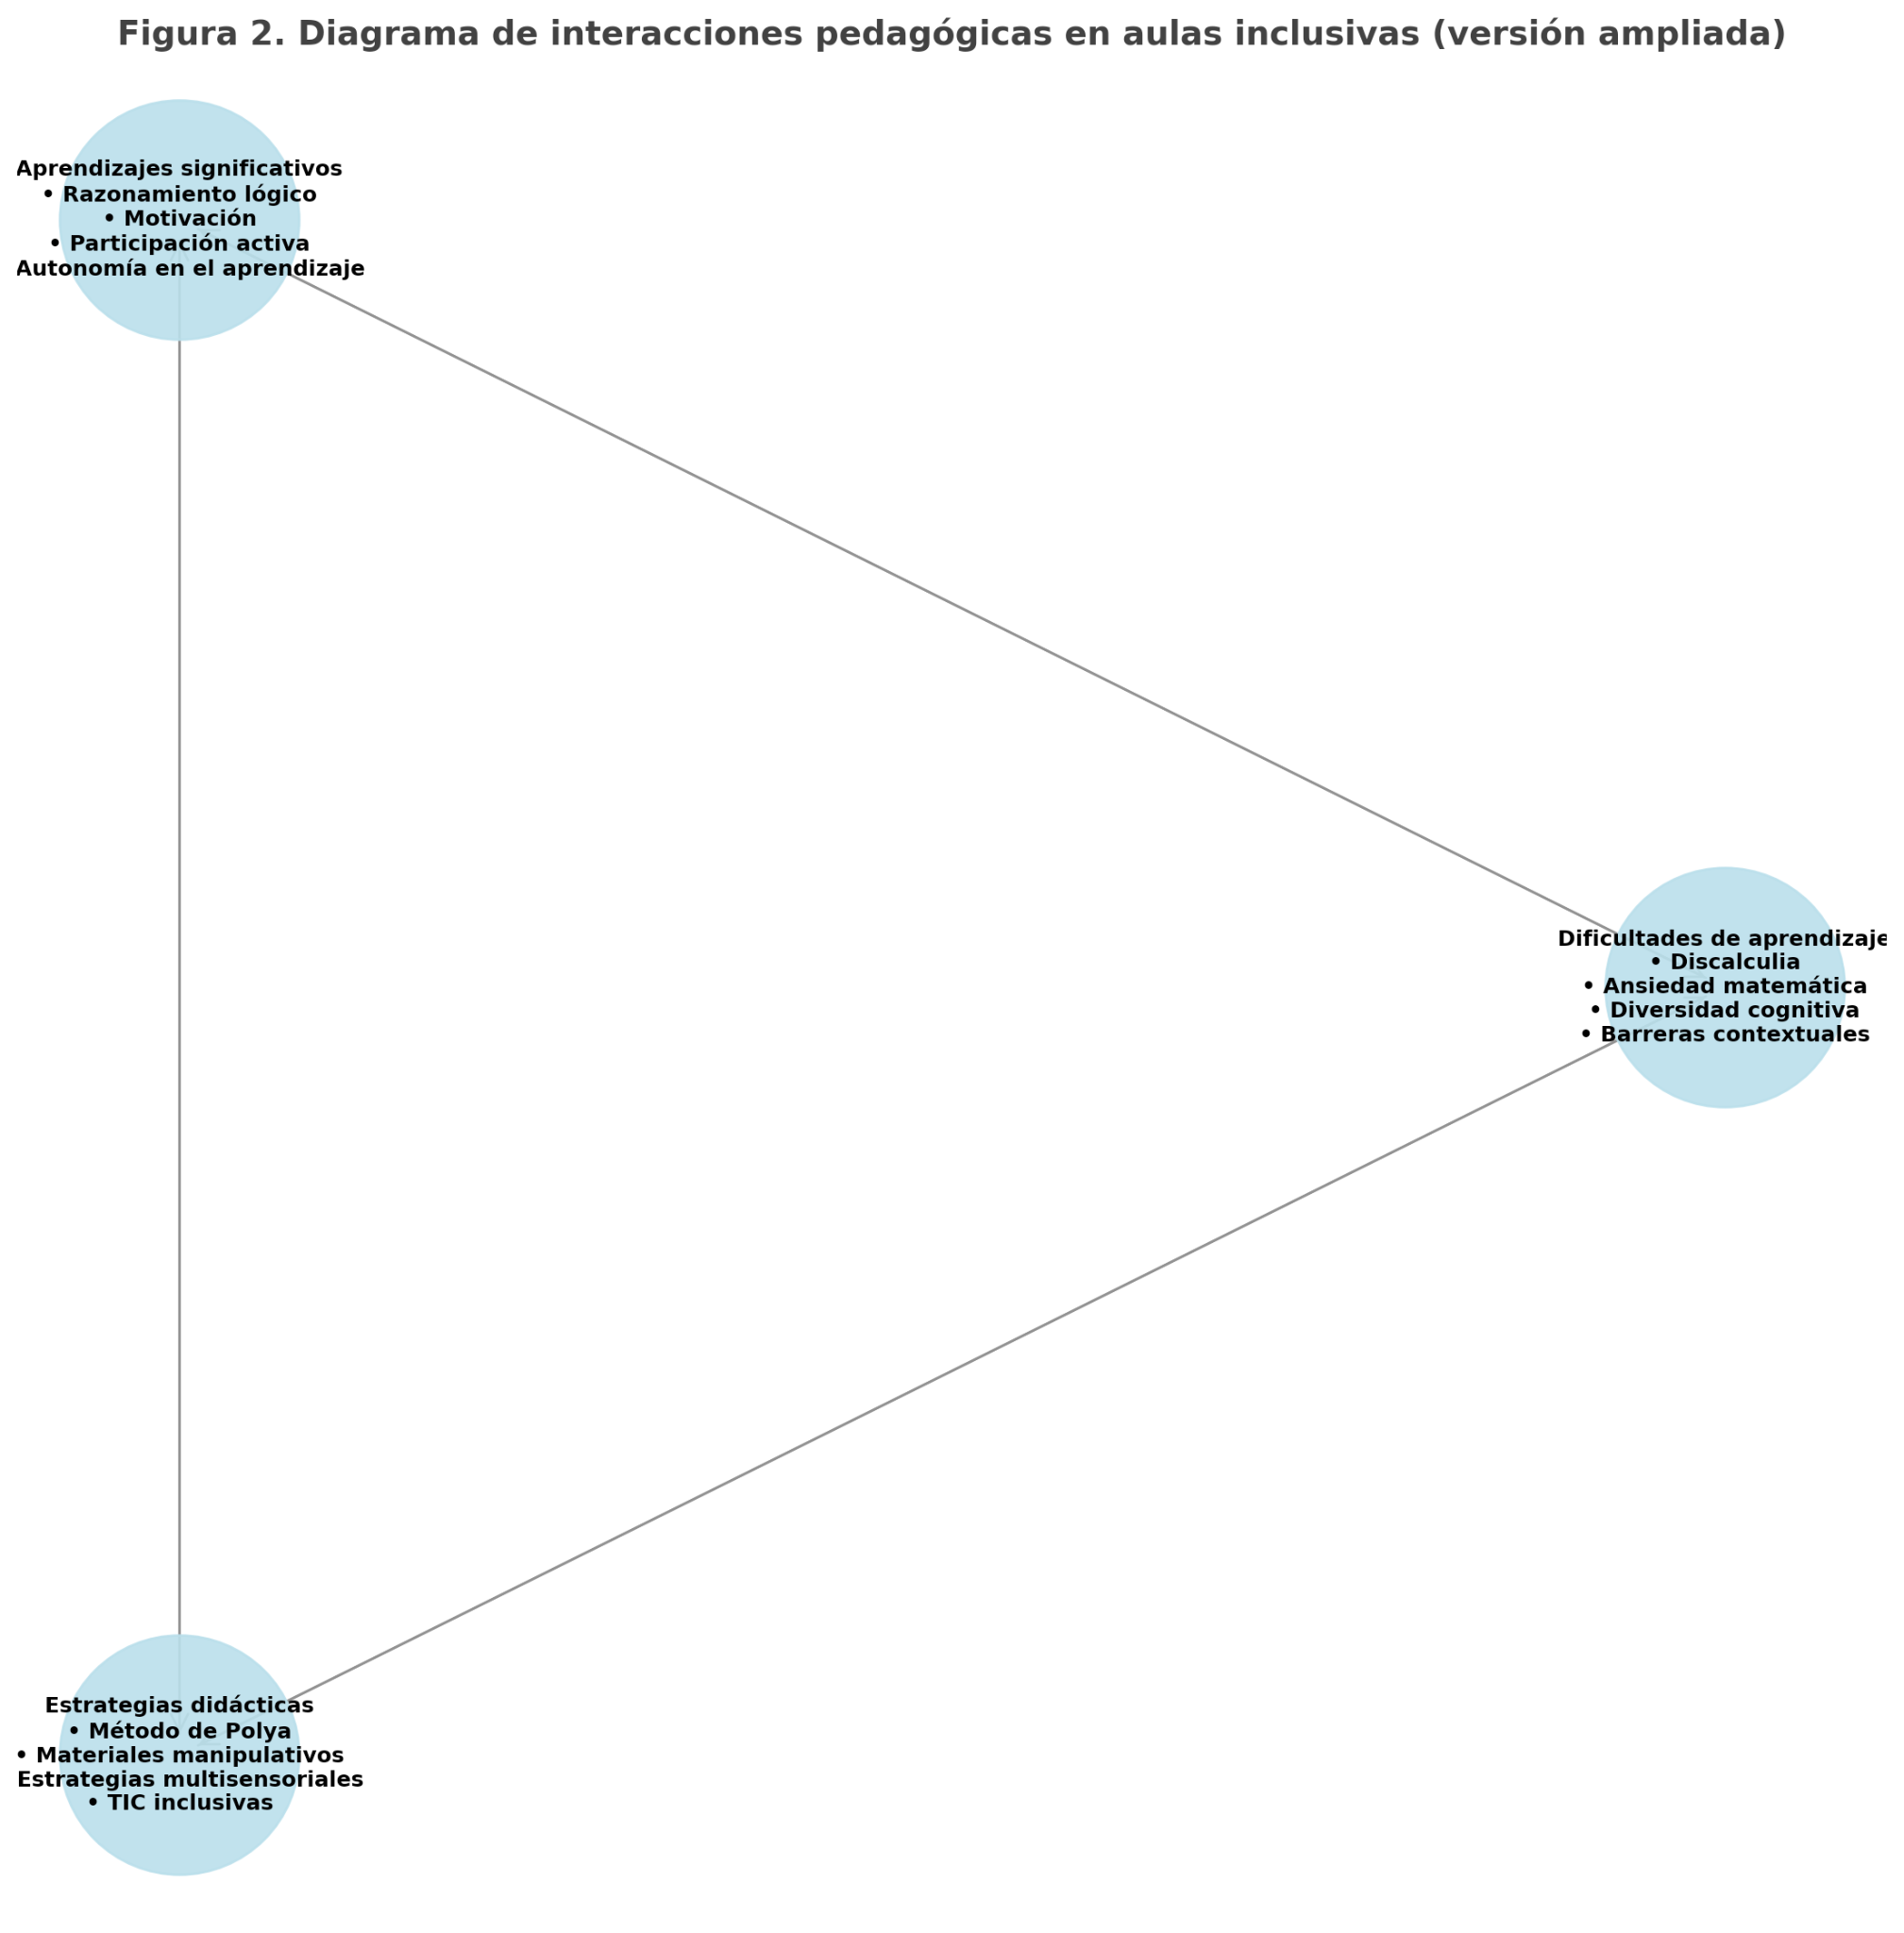 Figura 2. Diagrama de interacciones pedagógicas en aulas inclusivas (versión ampliada)
Aprendizajes significativos
• Razonamiento lógico
• Motivación
• Participación activa
Autonomía en el aprendizaje
Dificultades de aprendizaje
• Discalculia
• Ansiedad matemática
• Diversidad cognitiva
• Barreras contextuales
Estrategias didácticas
• Método de Polya
• Materiales manipulativos
Estrategias multisensoriales
• TIC inclusivas